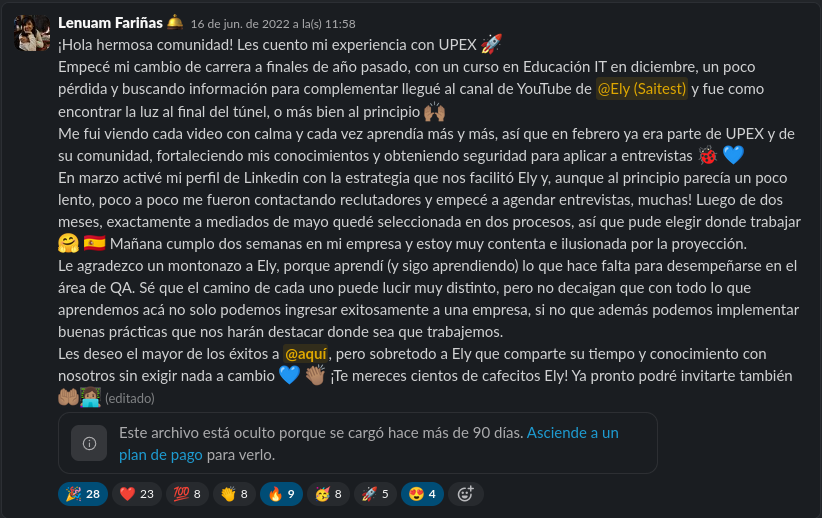 Lenuam Fariñas 16 de jun. de 2022 a la(s) 11:58
¡Hola hermosa comunidad! Les cuento mi experiencia con UPEX 🚀
Empecé mi cambio de carrera a finales de año pasado, con un curso en Educación IT en diciembre, un poco
pérdida y buscando información para complementar llegué al canal de YouTube de @Ely (Saitest) y fue como
encontrar la luz al final del túnel, o más bien al principio 🙌🏽
Me fui viendo cada video con calma y cada vez aprendía más y más, así que en febrero ya era parte de UPEX y de
su comunidad, fortaleciendo mis conocimientos y obteniendo seguridad para aplicar a entrevistas 🐞 💙
En marzo activé mi perfil de Linkedin con la estrategia que nos facilitó Ely y, aunque al principio parecía un poco
lento, poco a poco me fueron contactando reclutadores y empecé a agendar entrevistas, muchas! Luego de dos
meses, exactamente a mediados de mayo quedé seleccionada en dos procesos, así que pude elegir donde trabajar
🤗 🇪🇸 Mañana cumplo dos semanas en mi empresa y estoy muy contenta e ilusionada por la proyección.
Le agradezco un montonazo a Ely, porque aprendí (y sigo aprendiendo) lo que hace falta para desempeñarse en el
área de QA. Sé que el camino de cada uno puede lucir muy distinto, pero no decaigan que con todo lo que
aprendemos acá no solo podemos ingresar exitosamente a una empresa, si no que además podemos implementar
buenas prácticas que nos harán destacar donde sea que trabajemos.
Les deseo el mayor de los éxitos a @aquí, pero sobretodo a Ely que comparte su tiempo y conocimiento con
nosotros sin exigir nada a cambio 💙 👏🏽 ¡Te mereces cientos de cafecitos Ely! Ya pronto podré invitarte también
🤲🏽👩🏽‍💻 (editado)
Este archivo está oculto porque se cargó hace más de 90 días. Asciende a un
plan de pago para verlo.
🎉 28 ❤️ 23 💯 8 👏 8 🔥 9 🥳 8 🚀 5 😍 4